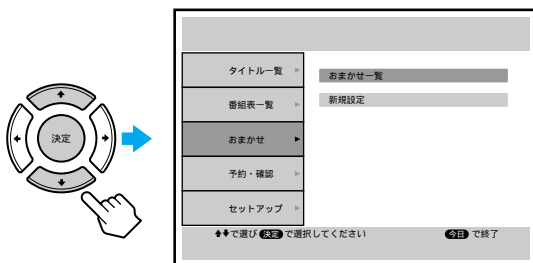 決定
タイトル一覧
番組表一覧
おまかせ
予約・確認
セットアップ
おまかせ一覧
新規設定
で選び 決定 で選択してください
今日 で終了